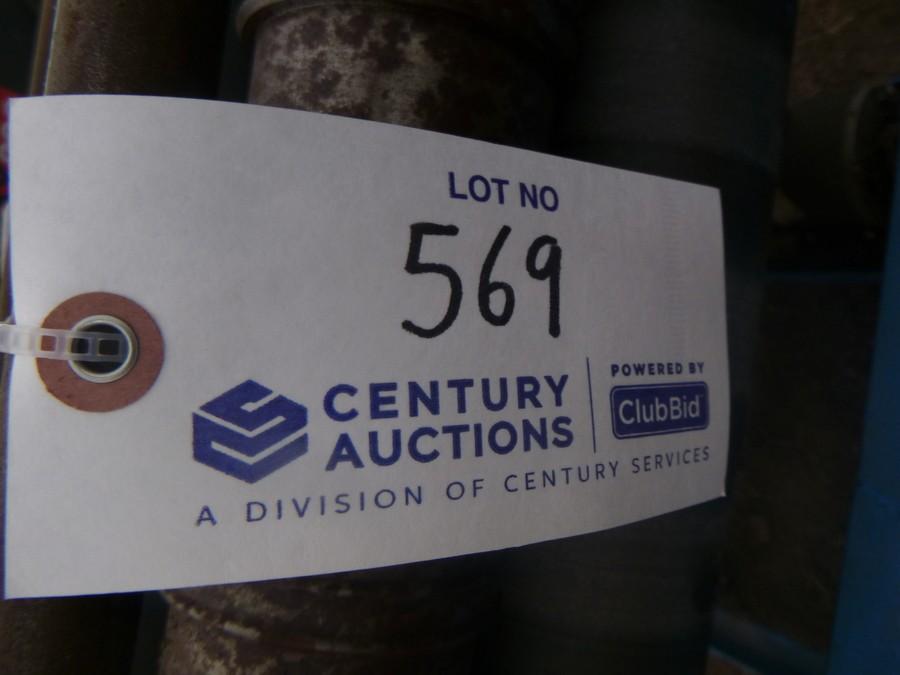 LOT NO
569
CENTURY
AUCTIONS
POWERED BY
ClubBid
A DIVISION OF CENTURY SERVICES